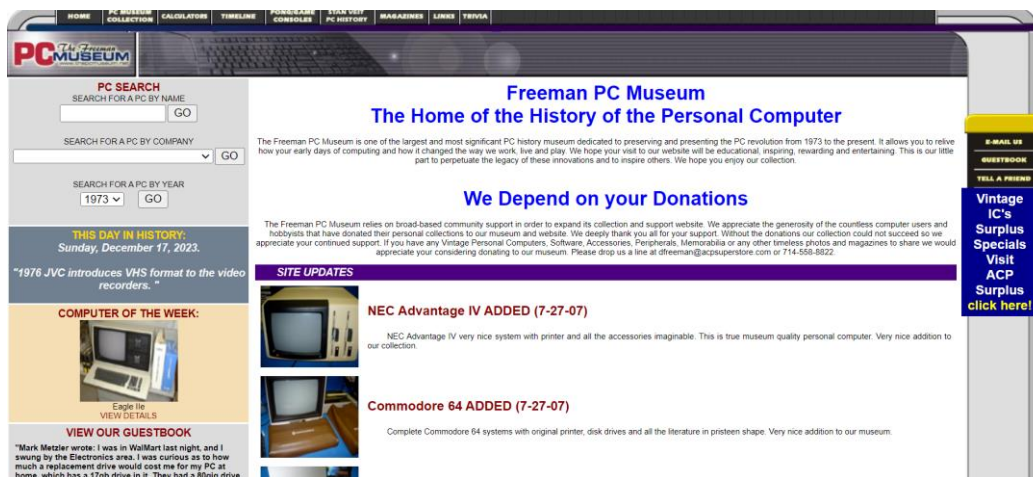 HOME
PC MUSEUM
COLLECTION
CALCULATORS
TIMELINE
PONG/GAME
CONSOLES
STAN VEIT
PC HISTORY
MAGAZINES
LINKS
TRIVIA
The Freeman
PC MUSEUM
PC SEARCH
SEARCH FOR A PC BY NAME
GO
SEARCH FOR A PC BY COMPANY
GO
SEARCH FOR A PC BY YEAR
1973 GO
THIS DAY IN HISTORY:
Sunday, December 17, 2023.
"1976 JVC introduces VHS format to the video
recorders. "
COMPUTER OF THE WEEK:
Eagle IIe
VIEW DETAILS
VIEW OUR GUESTBOOK
"Mark Metzler wrote: I was in WalMart last night, and I
swung by the Electronics area. I was curious as to how
much a replacement drive would cost me for my PC at
home, which has a 17gb drive in it. They had a 80gig drive
Freeman PC Museum
The Home of the History of the Personal Computer
The Freeman PC Museum is one of the largest and most significant PC history museum dedicated to preserving and presenting the PC revolution from 1973 to the present. It allows you to relive
how your early days of computing and how it changed the way we work, live and play. We hope your visit to our website will be educational, inspiring, rewarding and entertaining. This is our little
part to perpetuate the legacy of these innovations and to inspire others. We hope you enjoy our collection.
We Depend on your Donations
The Freeman PC Museum relies on broad-based community support in order to expand its collection and support website. We appreciate the generosity of the countless computer users and
hobbyists that have donated their personal collections to our museum and website. We deeply thank you all for your support. Without the donations our collection could not succeed so we
appreciate your continued support. If you have any Vintage Personal Computers, Software, Accessories, Peripherals, Memorabilia or any other timeless photos and magazines to share we would
appreciate your considering donating to our museum. Please drop us a line at dfreeman@acpsuperstore.com or 714-558-8822.
SITE UPDATES
NEC Advantage IV ADDED (7-27-07)
NEC Advantage IV very nice system with printer and all the accessories imaginable. This is true museum quality personal computer. Very nice addition to
our collection.
Commodore 64 ADDED (7-27-07)
Complete Commodore 64 systems with original printer, disk drives and all the literature in pristeen shape. Very nice addition to our museum.
E-MAIL US
GUESTBOOK
TELL A FRIEND
Vintage
IC's
Surplus
Specials
Visit
ACP
Surplus
click here!